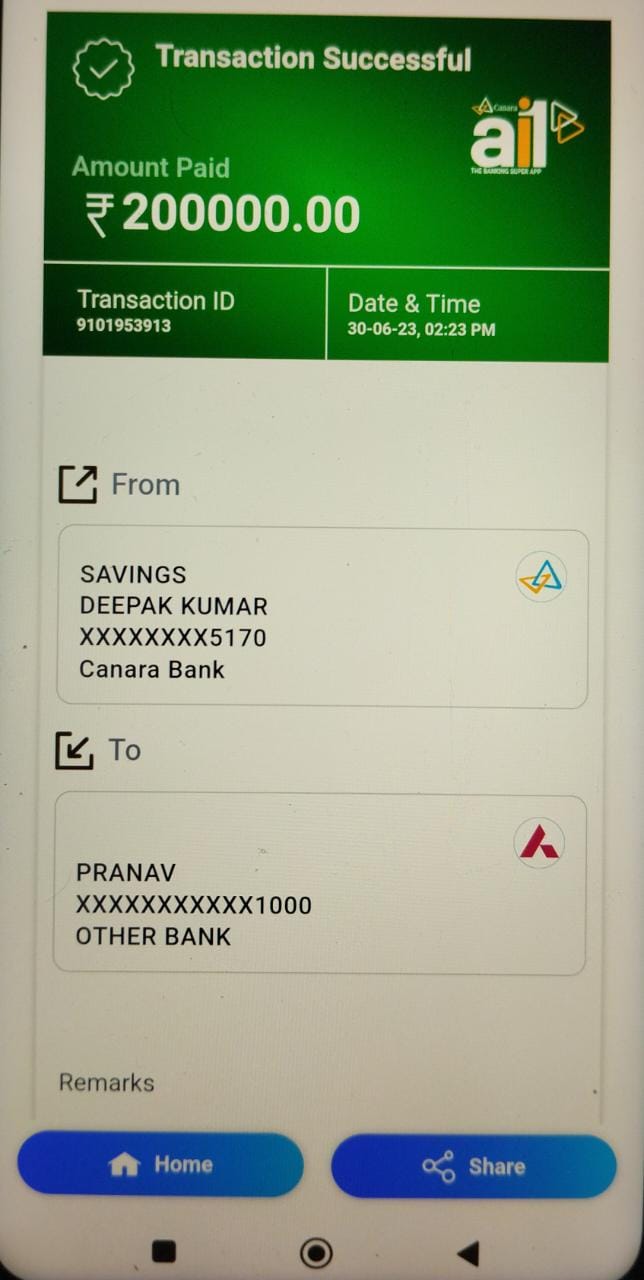 Transaction Successful
Canara
ai1
THE BANKING SUPER APP
Amount Paid
₹200000.00
Transaction ID
9101953913
Date & Time
30-06-23, 02:23 PM
From
SAVINGS
DEEPAK KUMAR
XXXXXXXX5170
Canara Bank
To
PRANAV
XXXXXXXXXXX1000
OTHER BANK
Remarks
Home
Share